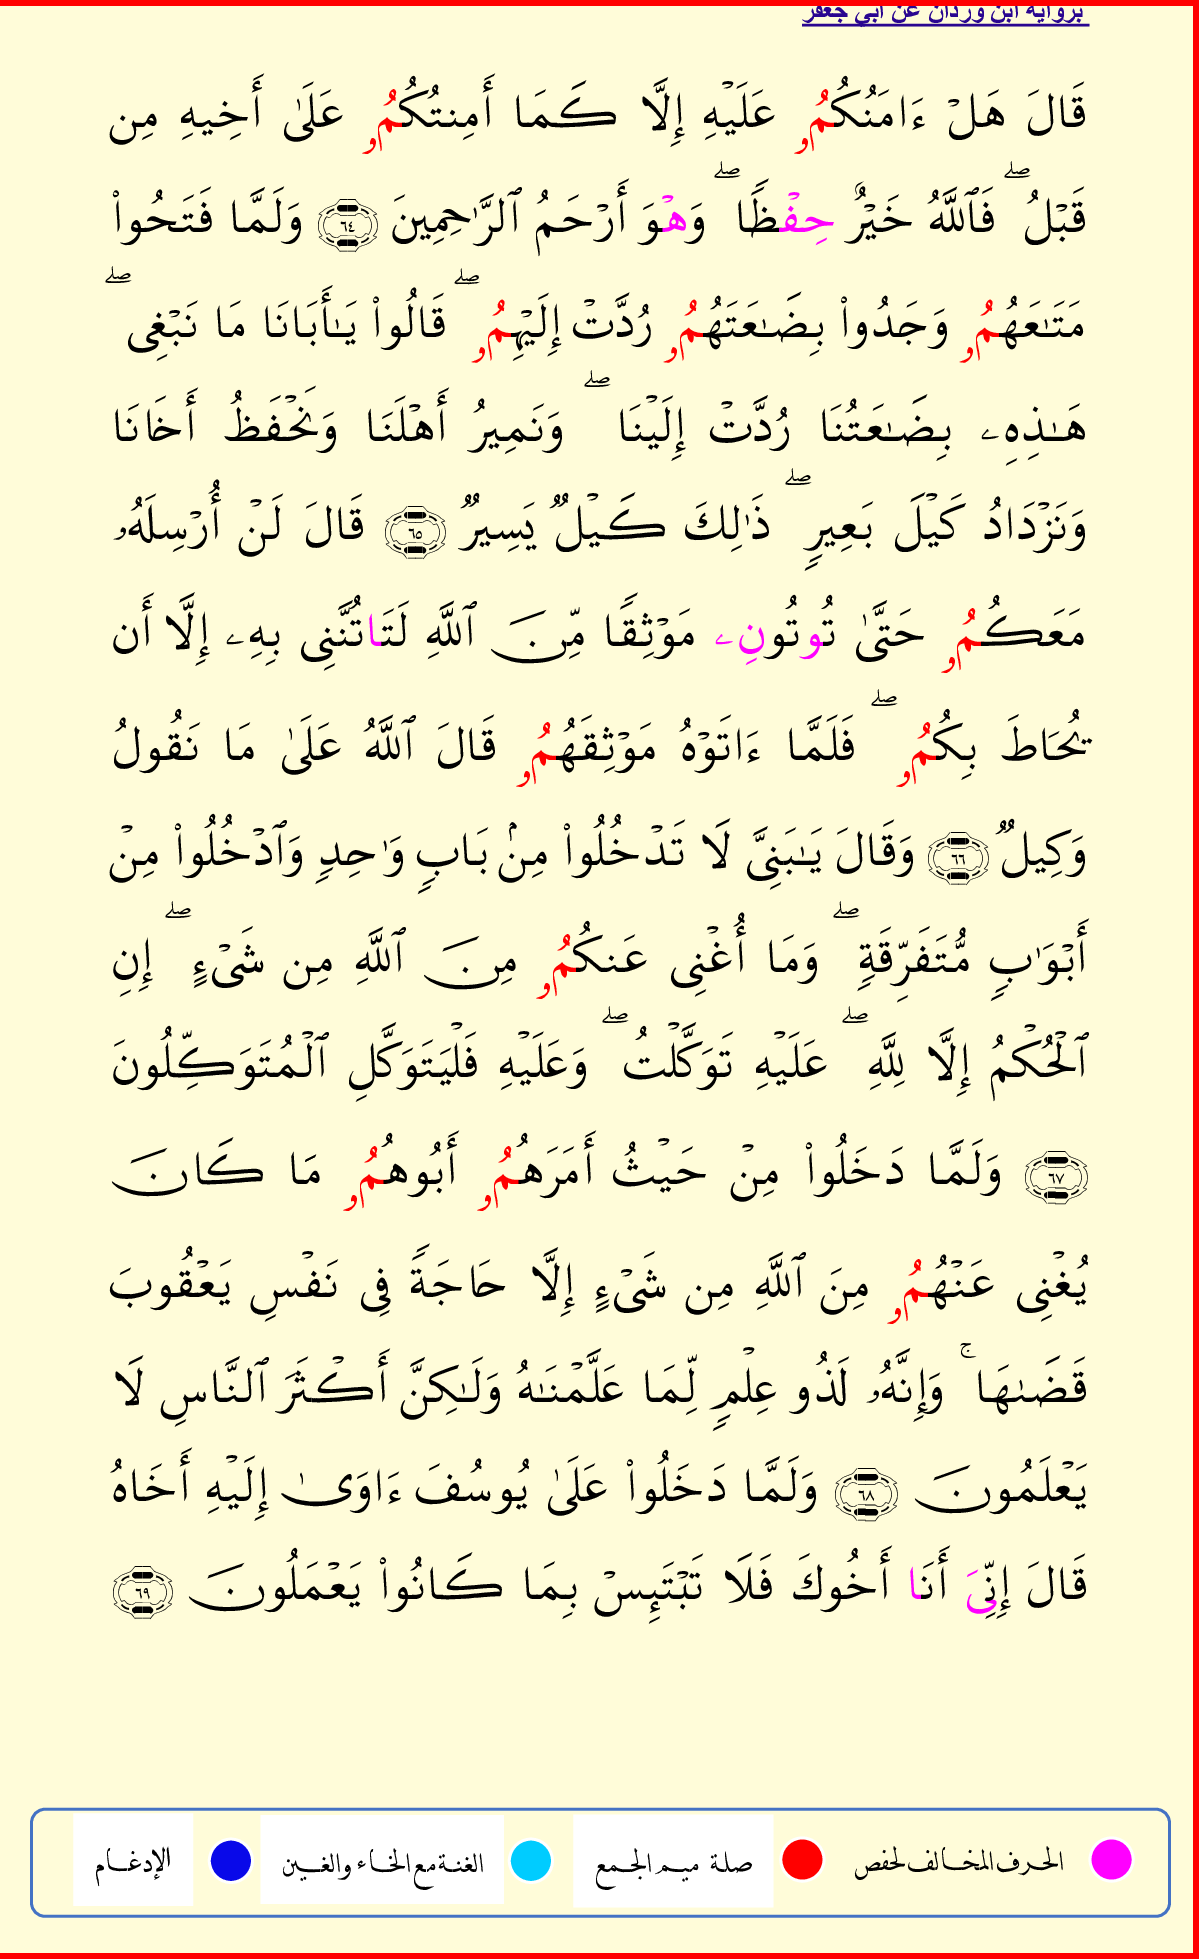 برواية ابن وردان عن أبي جعفر
قَالَ هَلۡ ءَامَنُكُمُۥ عَلَيۡهِ إِلَّا كَمَا أَمِنتُكُمُۥ عَلَىٰ أَخِيهِ مِن
قَبۡلُۖ فَٱللَّهُ خَيۡرٌ حِفۡظٗاۖ وَهۡوَ أَرۡحَمُ ٱلرَّٰحِمِينَ ٦٤ وَلَمَّا فَتَحُواْ
مَتَٰعَهُمُۥ وَجَدُواْ بِضَٰعَتَهُمُۥ رُدَّتۡ إِلَيۡهِمُۥۖ قَالُواْ يَٰأَبَانَا مَا نَبۡغِيۖ
هَٰذِهِۦ بِضَٰعَتُنَا رُدَّتۡ إِلَيۡنَاۖ وَنَمِيرُ أَهۡلَنَا وَنَحۡفَظُ أَخَانَا
وَنَزۡدَادُ كَيۡلَ بَعِيرٖۖ ذَٰلِكَ كَيۡلٞ يَسِيرٞ ٦٥ قَالَ لَنۡ أُرۡسِلَهُۥ
مَعَكُمُۥ حَتَّىٰ تُوتُونِۦ مَوۡثِقٗا مِّنَ ٱللَّهِ لَتَاتُنَّنِي بِهِۦ إِلَّا أَن
يُحَاطَ بِكُمُۥۖ فَلَمَّا ءَاتَوۡهُ مَوۡثِقَهُمُۥ قَالَ ٱللَّهُ عَلَىٰ مَا نَقُولُ
وَكِيلٞ ٦٦ وَقَالَ يَٰبَنِيَّ لَا تَدۡخُلُواْ مِنۢ بَابٖ وَٰحِدٖ وَٱدۡخُلُواْ مِنۡ
أَبۡوَٰبٖ مُّتَفَرِّقَةٖۖ وَمَا أُغۡنِي عَنكُمُۥ مِنَ ٱللَّهِ مِن شَيۡءٍۖ إِنِ
ٱلۡحُكۡمُ إِلَّا لِلَّهِۖ عَلَيۡهِ تَوَكَّلۡتُۖ وَعَلَيۡهِ فَلۡيَتَوَكَّلِ ٱلۡمُتَوَكِّلُونَ
٦٧ وَلَمَّا دَخَلُواْ مِنۡ حَيۡثُ أَمَرَهُمُۥ أَبُوهُمُۥ مَا كَانَ
يُغۡنِي عَنۡهُمُۥ مِنَ ٱللَّهِ مِن شَيۡءٍ إِلَّا حَاجَةٗ فِي نَفۡسِ يَعۡقُوبَ
قَضَىٰهَاۚ وَإِنَّهُۥ لَذُو عِلۡمٖ لِّمَا عَلَّمۡنَٰهُ وَلَٰكِنَّ أَكۡثَرَ ٱلنَّاسِ لَا
يَعۡلَمُونَ ٦٨ وَلَمَّا دَخَلُواْ عَلَىٰ يُوسُفَ ءَاوَىٰ إِلَيۡهِ أَخَاهُ
قَالَ إِنِّيَ أَنَا أَخُوكَ فَلَا تَبۡتَئِسۡ بِمَا كَانُواْ يَعۡمَلُونَ ٦٩
الحرف المخالف لحفص صلة ميم الجمع الغنة مع الخاء والغين الإدغام